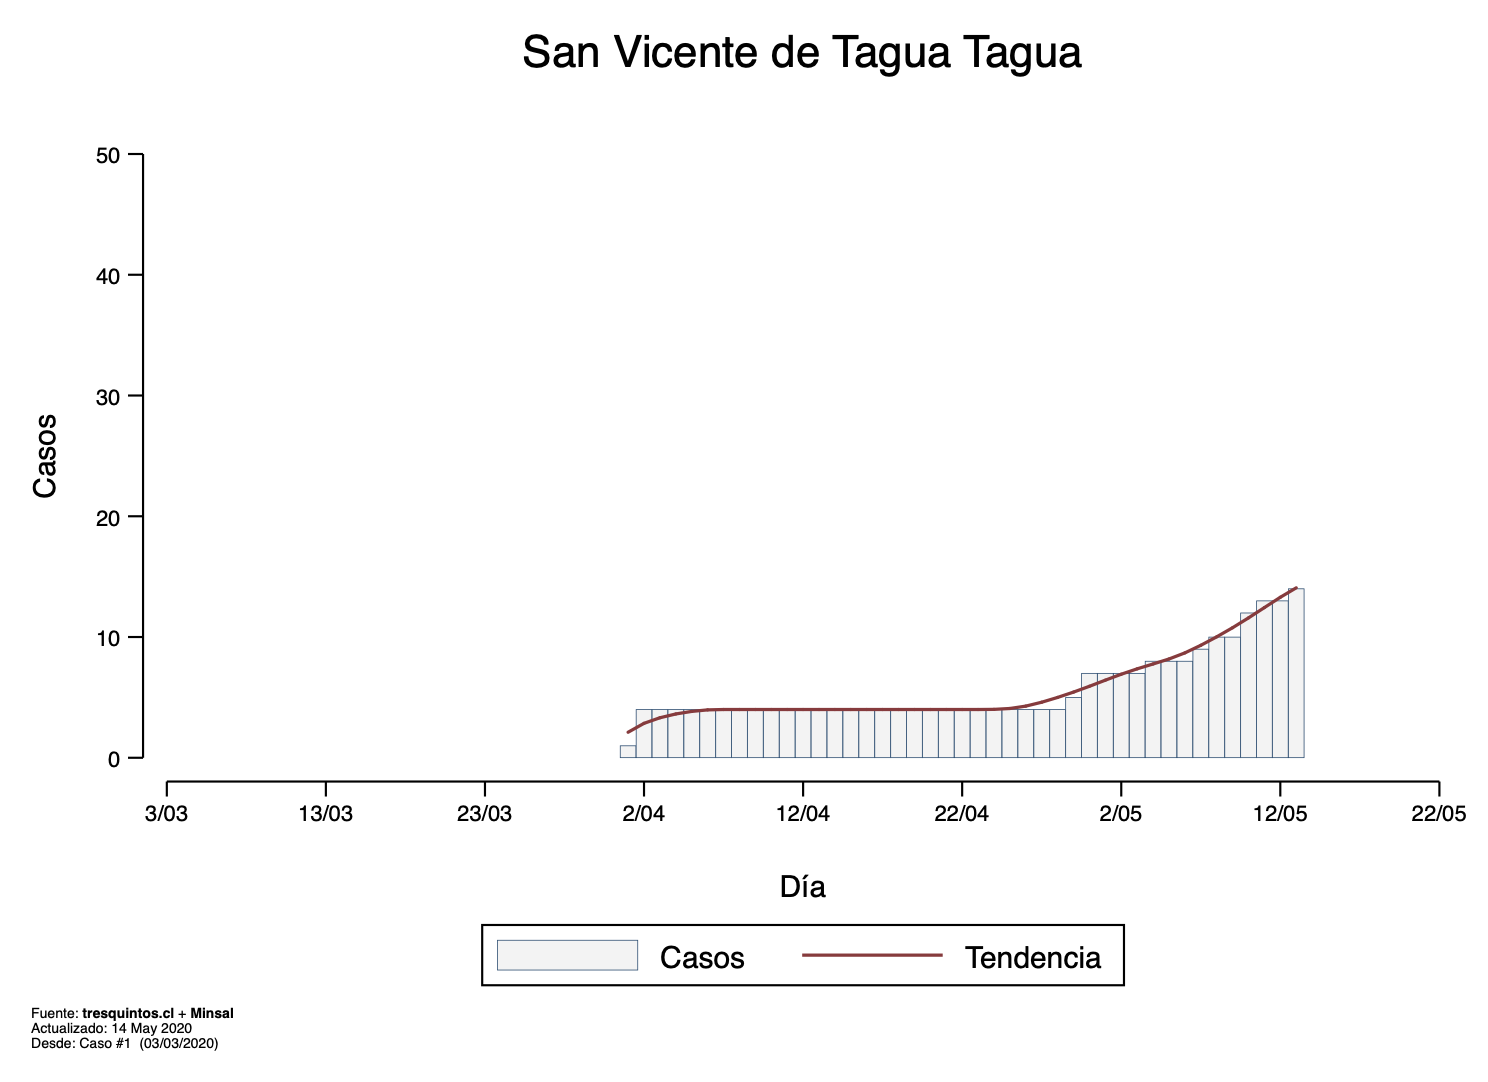 San Vicente de Tagua Tagua
50
40
30
20
10
0
Casos
3/03 13/03 23/03 2/04 12/04 22/04 2/05 12/05 22/05
Día
Casos Tendencia
Fuente: tresquintos.cl + Minsal
Actualizado: 14 May 2020
Desde: Caso #1 (03/03/2020)